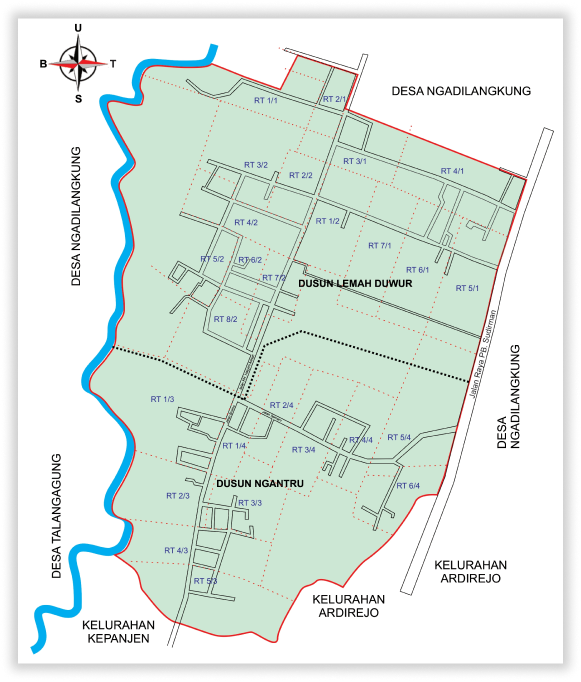 U
B
T
S
DESA NGADILANGKUNG
RT 1/1
RT 2/1
DESA NGADILANGKUNG
RT 3/2
RT 2/2
RT 3/1
RT 4/1
RT 4/2
RT 1/2
RT 7/1
RT 5/2
RT 6/2
RT 7/2
RT 6/1
RT 5/1
DUSUN LEMAH DUWUR
RT 8/2
Jalan Raya PB. Sudirman
DESA
NGADILANGKUNG
RT 1/3
RT 2/4
RT 1/4
RT 3/4
RT 4/4
RT 5/4
DUSUN NGANTRU
RT 6/4
DESA TALANGAGUNG
RT 2/3
RT 3/3
RT 4/3
RT 5/3
KELURAHAN
ARDIREJO
KELURAHAN
ARDIREJO
KELURAHAN
KEPANJEN